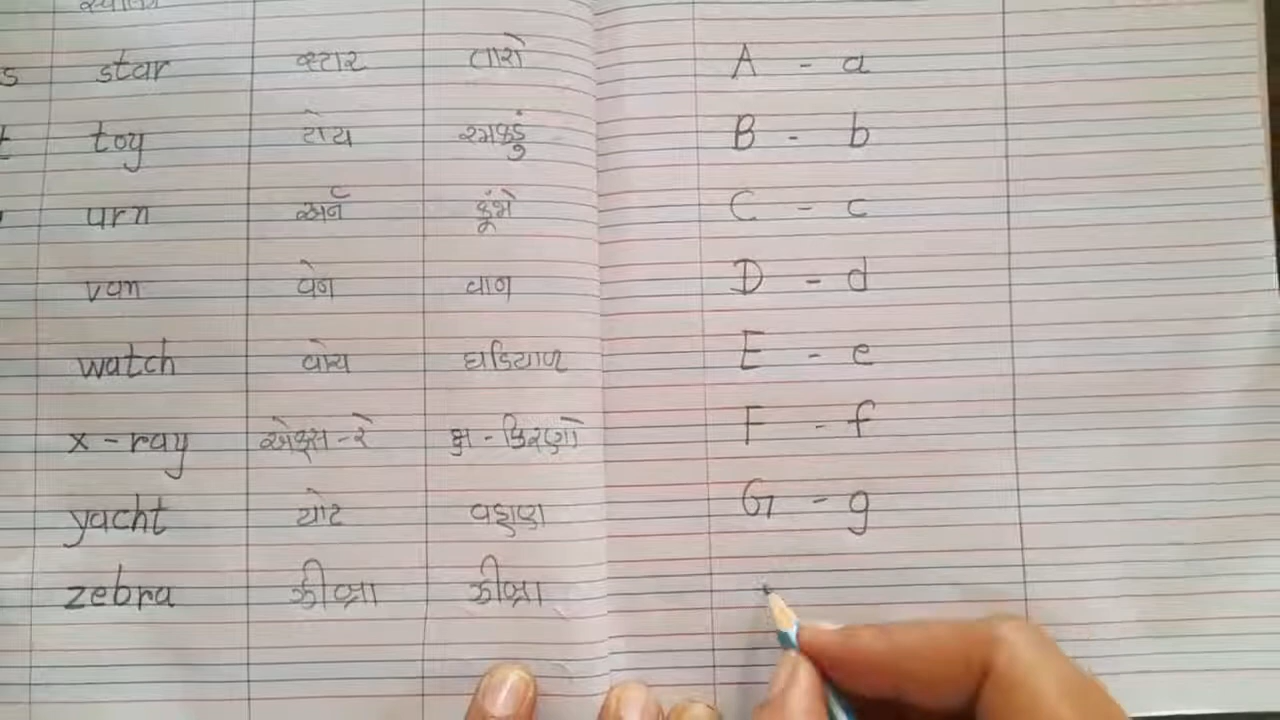 s star સ્ટાર તારો
t toy ટોય રમકડું
urn અર્ન કૂંભો
van વેન વાન
watch વોચ ઘડિયાળ
x - ray એક્સ - રે ક્ષ - કિરણો
yacht યોટ વહાણ
zebra ઝીબ્રા ઝીબ્રા
A - a
B - b
C - c
D - d
E - e
F - f
G - g